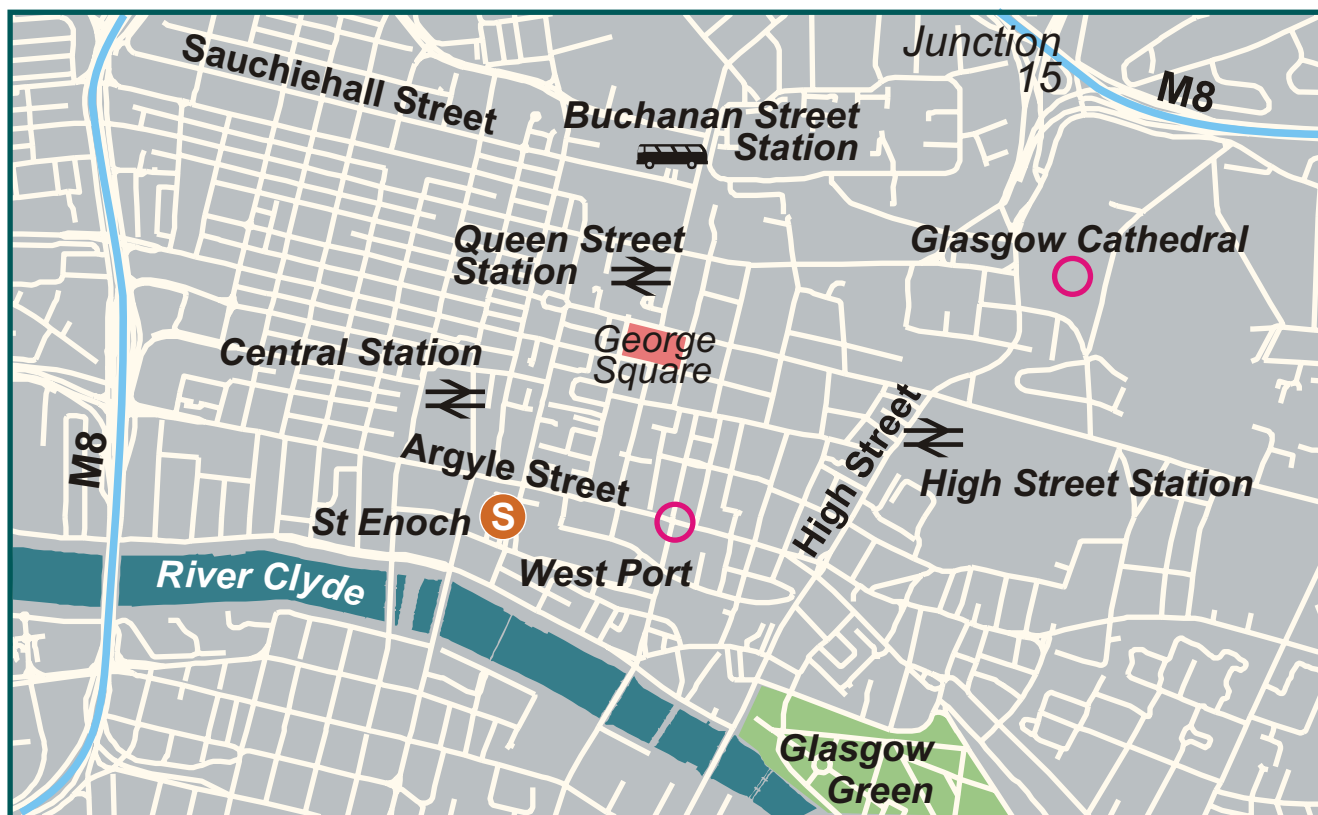 Junction
15
M8
Sauchiehall Street
Buchanan Street
Station
Queen Street
Station
Glasgow Cathedral
George
Square
Central Station
M8
Argyle Street
High Street
High Street Station
St Enoch
S
West Port
River Clyde
Glasgow
Green